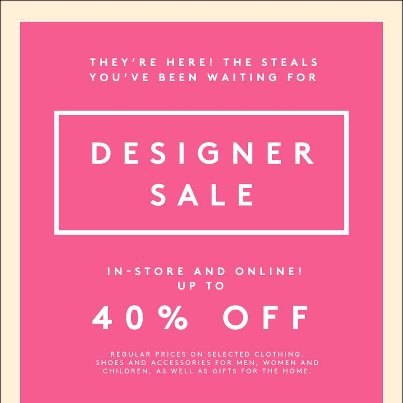 THEY'RE HERE! THE STEALS
YOU'VE BEEN WAITING FOR
DESIGNER
SALE
IN-STORE AND ONLINE!
UP TO
40% OFF
REGULAR PRICES ON SELECTED CLOTHING,
SHOES AND ACCESSORIES FOR MEN, WOMEN AND
CHILDREN, AS WELL AS GIFTS FOR THE HOME.